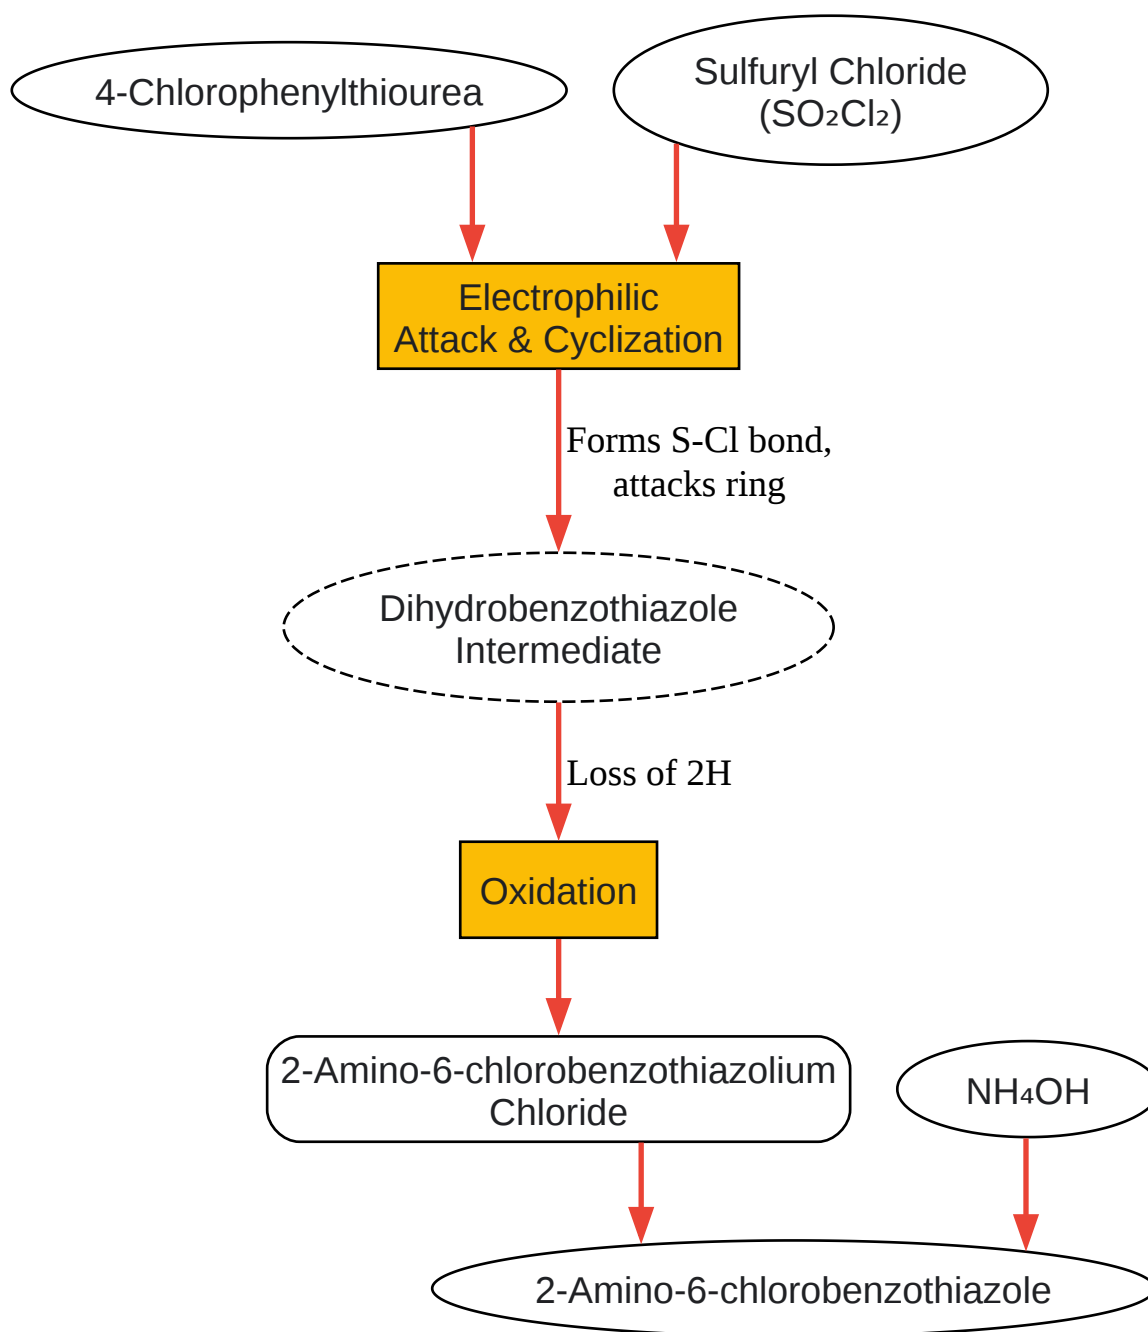 4-Chlorophenylthiourea
Sulfuryl Chloride
(SO₂Cl₂)
Electrophilic
Attack & Cyclization
Forms S-Cl bond,
attacks ring
Dihydrobenzothiazole
Intermediate
Loss of 2H
Oxidation
2-Amino-6-chlorobenzothiazolium
Chloride
NH₄OH
2-Amino-6-chlorobenzothiazole